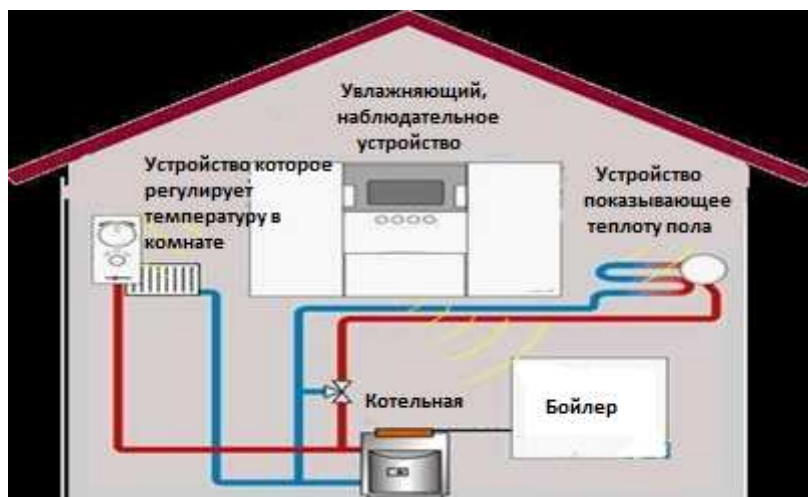 Увлажняющий,
наблюдательное
устройство
Устройство которое
регулирует
температуру в
комнате
Устройство
показывающее
теплоту пола
Котельная
Бойлер